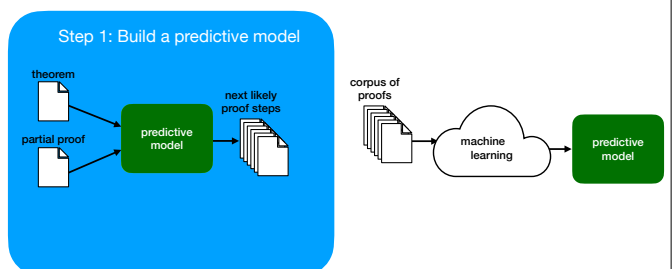 Step 1: Build a predictive model
theorem
partial proof
predictive
model
next likely
proof steps
corpus of
proofs
machine
learning
predictive
model